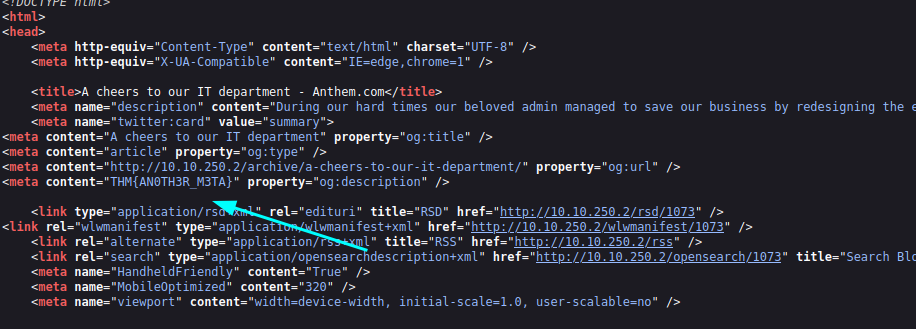 <!DOCTYPE html>
<html>
<head>
<meta http-equiv="Content-Type" content="text/html" charset="UTF-8" />
<meta http-equiv="X-UA-Compatible" content="IE=edge,chrome=1" />
<title>A cheers to our IT department - Anthem.com</title>
<meta name="description" content="During our hard times our beloved admin managed to save our business by redesigning the e
<meta name="twitter:card" value="summary">
<meta content="A cheers to our IT department" property="og:title" />
<meta content="article" property="og:type" />
<meta content="http://10.10.250.2/archive/a-cheers-to-our-it-department/" property="og:url" />
<meta content="THM{AN0TH3R_M3TA}" property="og:description" />
<link type="application/rsd+xml" rel="edituri" title="RSD" href="http://10.10.250.2/rsd/1073" />
<link rel="wlwmanifest" type="application/wlwmanifest+xml" href="http://10.10.250.2/wlwmanifest/1073" />
<link rel="alternate" type="application/rss+xml" title="RSS" href="http://10.10.250.2/rss" />
<link rel="search" type="application/opensearchdescription+xml" href="http://10.10.250.2/opensearch/1073" title="Search Blo
<meta name="HandheldFriendly" content="True" />
<meta name="MobileOptimized" content="320" />
<meta name="viewport" content="width=device-width, initial-scale=1.0, user-scalable=no" />